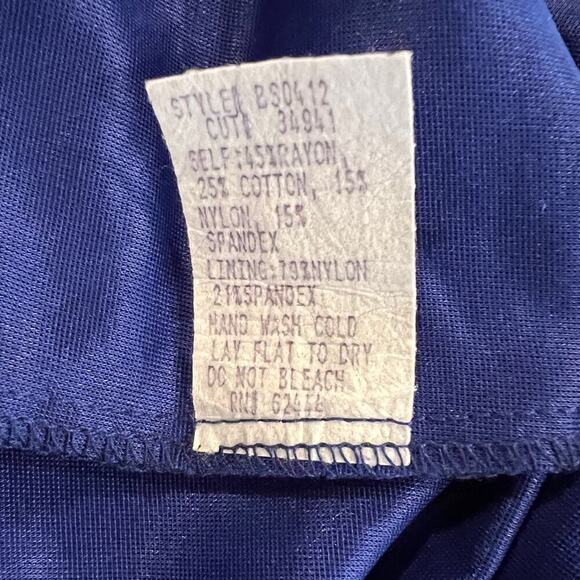 STYLE# BS0412
CUT# 34941
SELF:45%RAYON,
25% COTTON, 15%
NYLON, 15%
SPANDEX
LINING:79%NYLON
21%SPANDEX
HAND WASH COLD
LAY FLAT TO DRY
DO NOT BLEACH
RN#